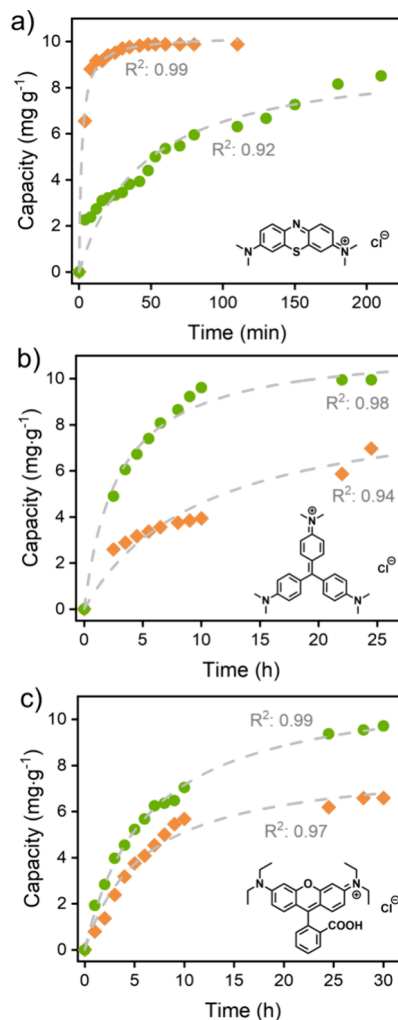 a)
10
8
6
4
2
0
Capacity (mg g⁻¹)
R²: 0.99
R²: 0.92
N
N
S
N
⊕
Cl⊖
0
50
100
150
200
Time (min)
b)
10
8
6
4
2
0
Capacity (mg·g⁻¹)
R²: 0.98
R²: 0.94
⊕
N
Cl⊖
N
N
0
5
10
15
20
25
Time (h)
c)
10
8
6
4
2
0
Capacity (mg·g⁻¹)
R²: 0.99
R²: 0.97
N
O
N
⊕
Cl⊖
COOH
0
5
10
15
20
25
30
Time (h)